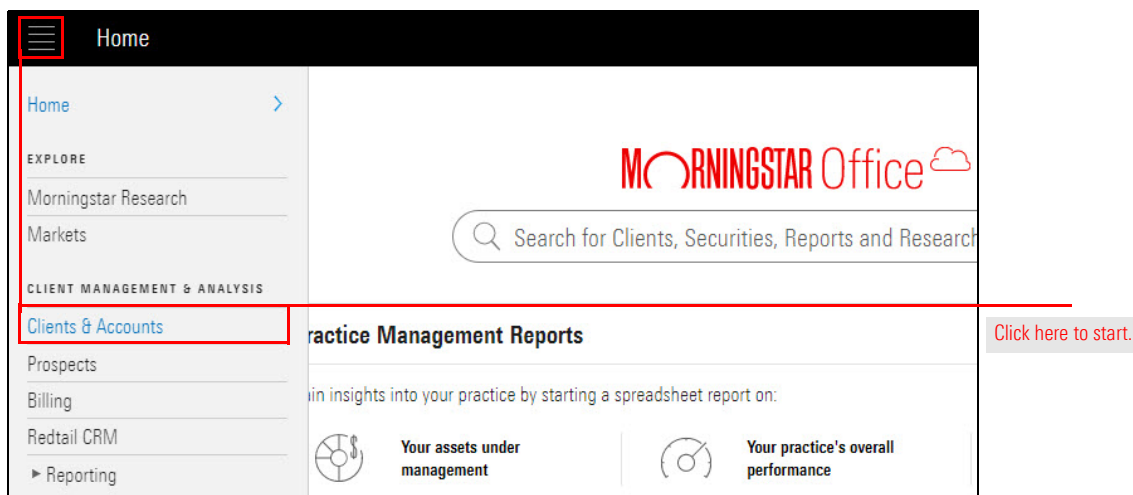 Home
Home
EXPLORE
Morningstar Research
Markets
CLIENT MANAGEMENT & ANALYSIS
Clients & Accounts
Prospects
Billing
Redtail CRM
Reporting
MORNINGSTAR Office
Search for Clients, Securities, Reports and Research
ractice Management Reports
in insights into your practice by starting a spreadsheet report on:
Your assets under
management
Your practice's overall
performance
Click here to start.